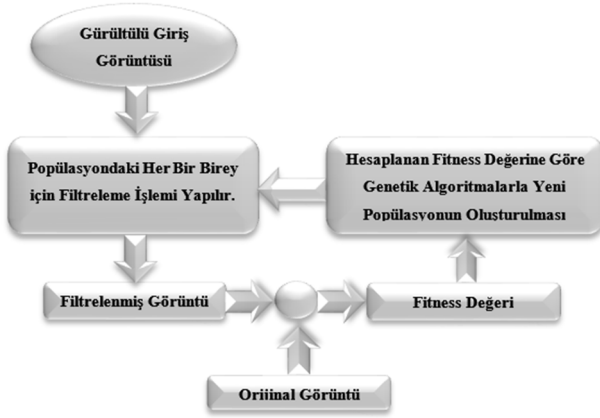 Gürültülü Giriş
Görüntüsü
Popülasyondaki Her Bir Birey
için Filtreleme İşlemi Yapılır.
Hesaplanan Fitness Değerine Göre
Genetik Algoritmalarla Yeni
Popülasyonun Oluşturulması
Filtrelenmiş Görüntü
Fitness Değeri
Orijinal Görüntü